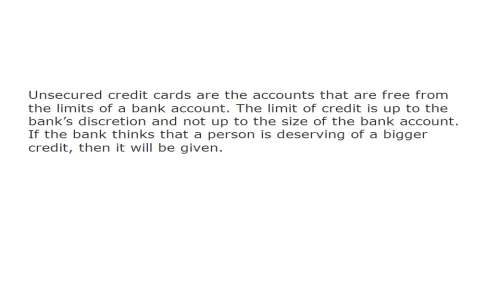 Unsecured credit cards are the accounts that are free from
the limits of a bank account. The limit of credit is up to the
bank’s discretion and not up to the size of the bank account.
If the bank thinks that a person is deserving of a bigger
credit, then it will be given.